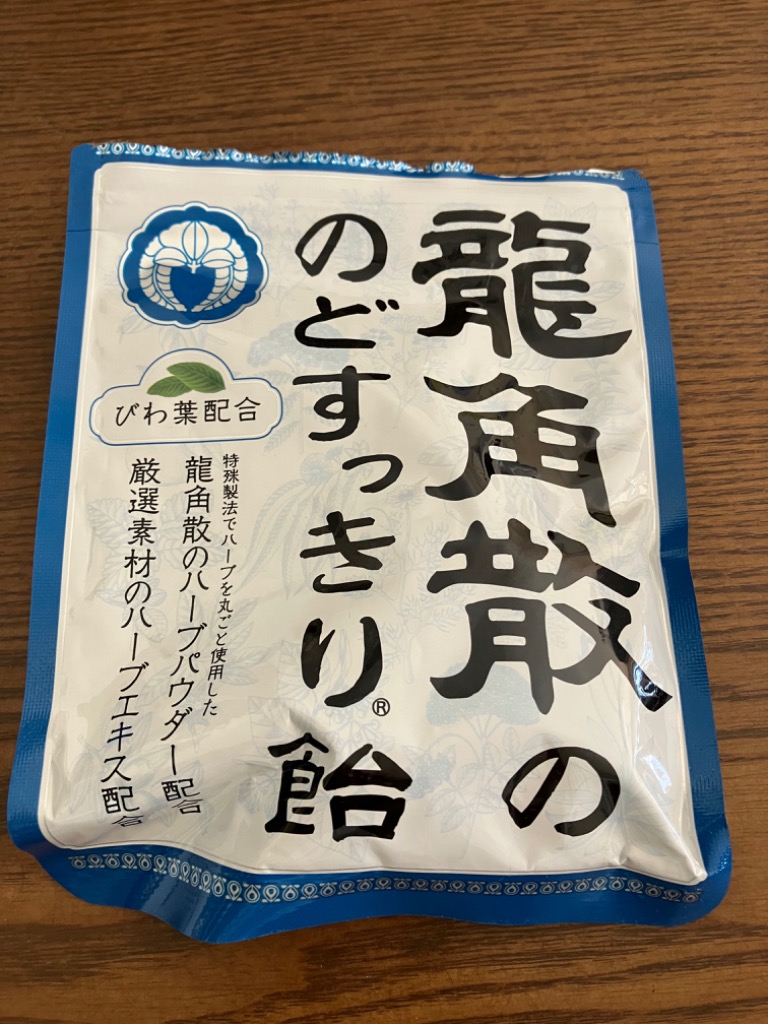 龍角散の
のどすっきり®飴
びわ葉配合
特殊製法でハーブを丸ごと使用した
龍角散のハーブパウダー配合
厳選素材のハーブエキス配合